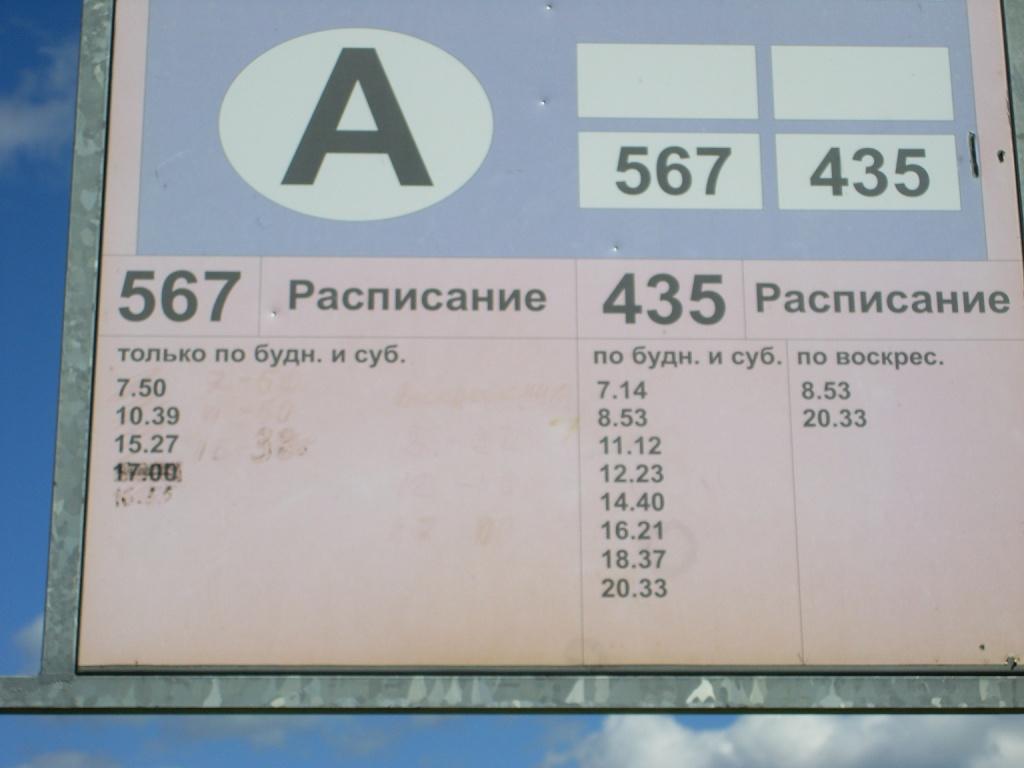 А
567 435
567 Расписание
только по будн. и суб.
7.50
10.39
15.27
17.00
435 Расписание
по будн. и суб.
7.14
8.53
11.12
12.23
14.40
16.21
18.37
20.33
по воскрес.
8.53
20.33